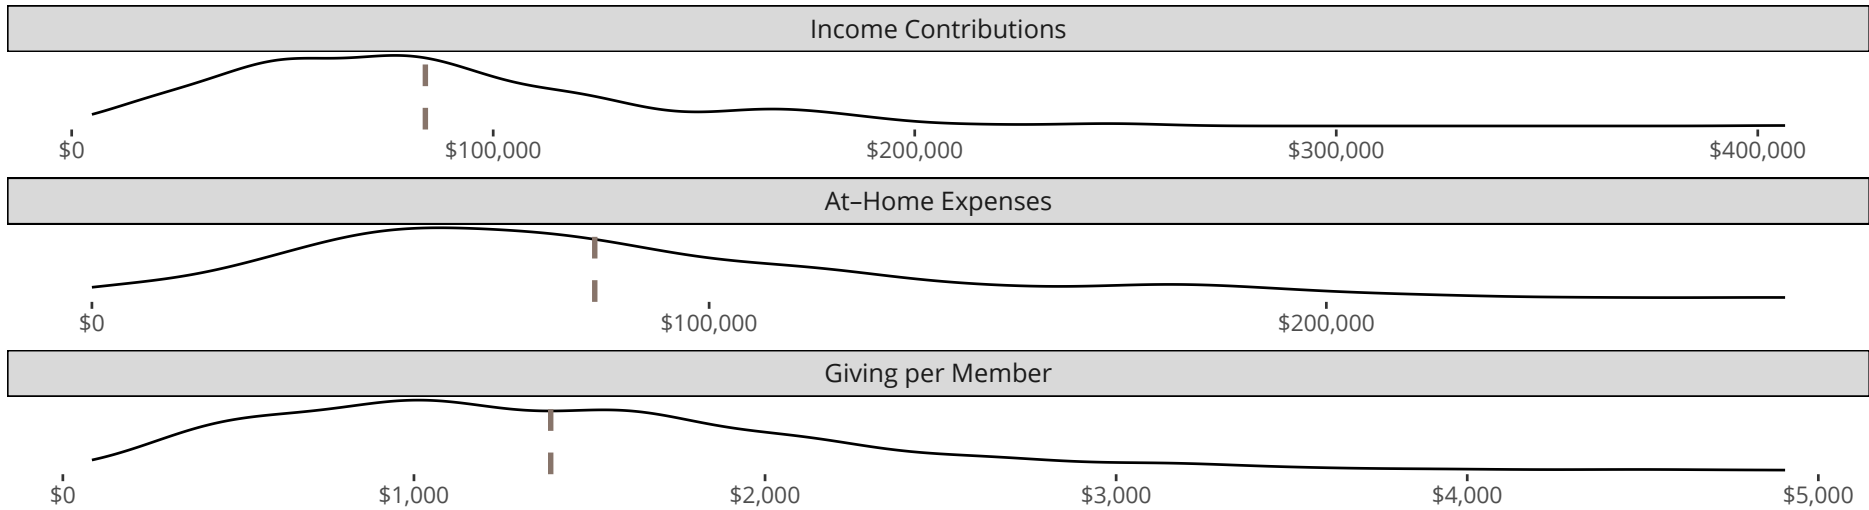 Income Contributions
$0 $100,000 $200,000 $300,000 $400,000
At–Home Expenses
$0 $100,000 $200,000
Giving per Member
$0 $1,000 $2,000 $3,000 $4,000 $5,000